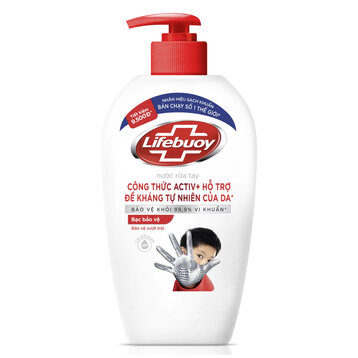 Tiết kiệm
9.500Đ*
NHÃN HIỆU SẠCH KHUẨN
BÁN CHẠY SỐ 1 THẾ GIỚI*
Lifebuoy
nước rửa tay
CÔNG THỨC ACTIV+ HỖ TRỢ
ĐỀ KHÁNG TỰ NHIÊN CỦA DA*
BẢO VỆ KHỎI 99,9% VI KHUẨN*
Bạc bảo vệ
Bảo vệ vượt trội